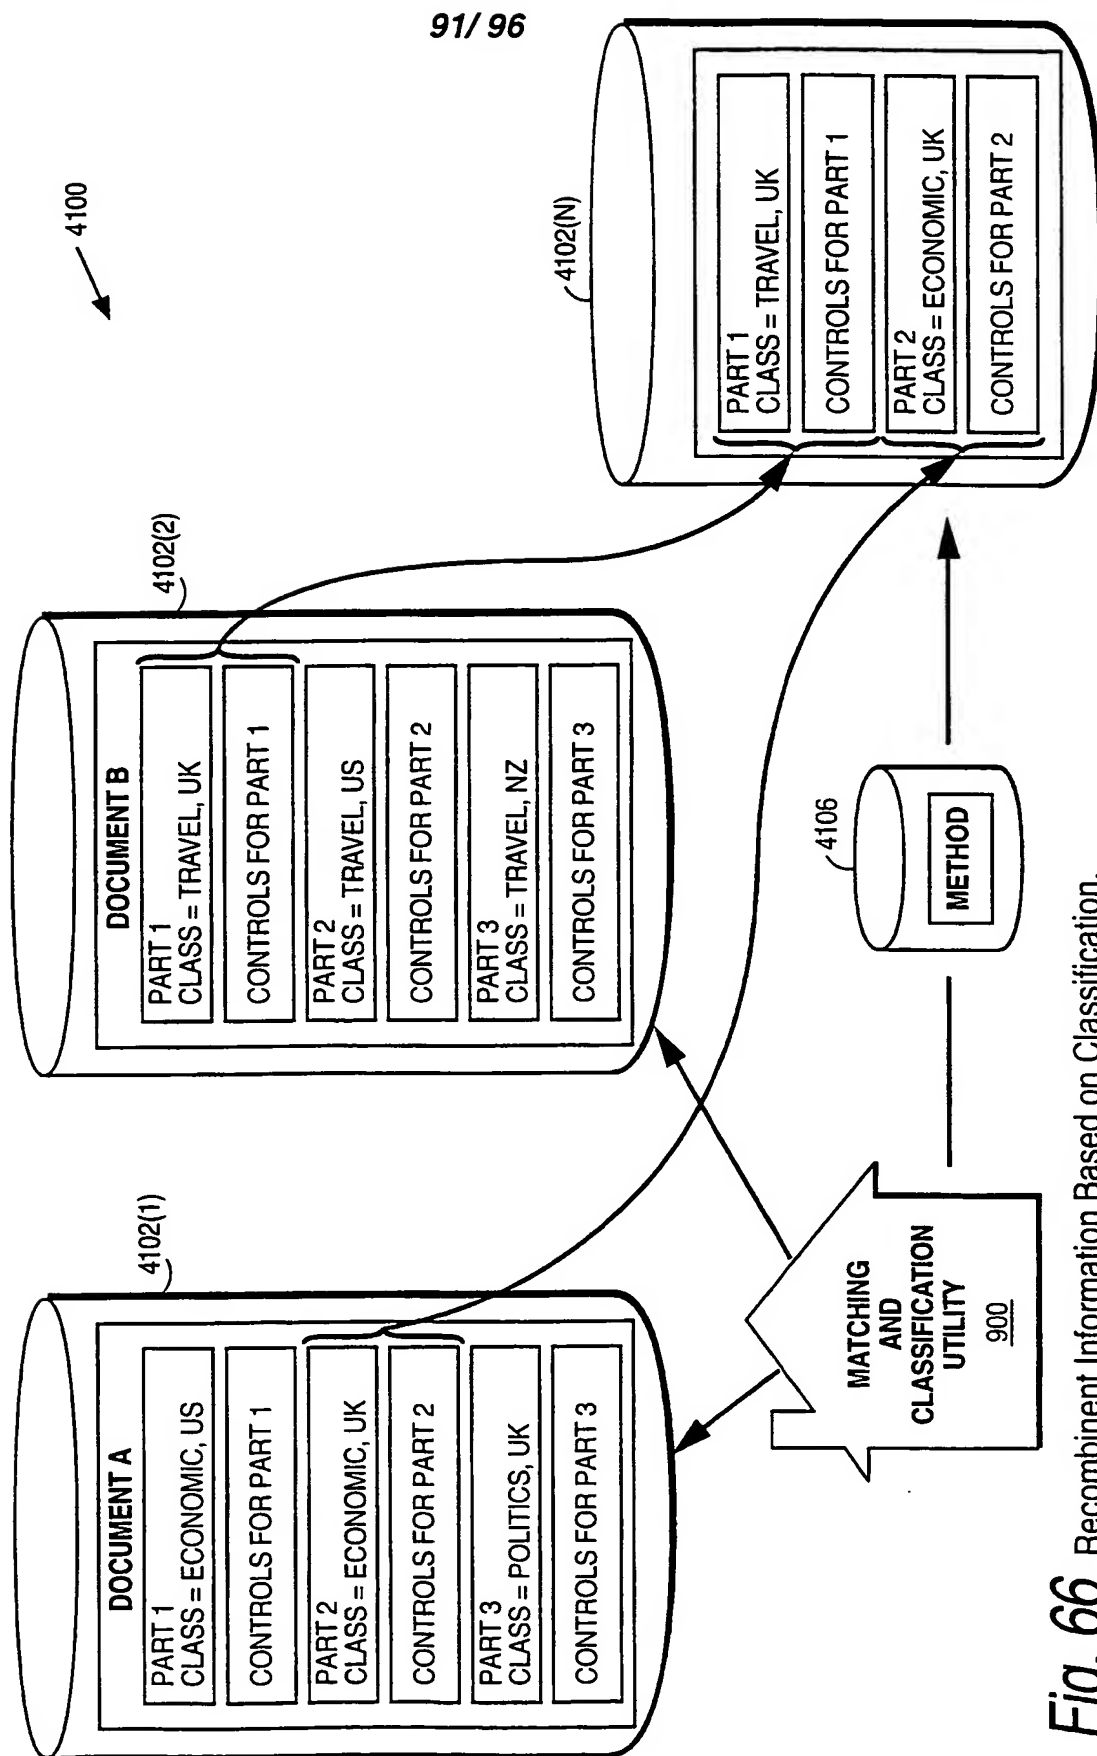 91/ 96
4100
4102(1)
DOCUMENT A
PART 1
CLASS = ECONOMIC, US
CONTROLS FOR PART 1
PART 2
CLASS = ECONOMIC, UK
CONTROLS FOR PART 2
PART 3
CLASS = POLITICS, UK
CONTROLS FOR PART 3
4102(2)
DOCUMENT B
PART 1
CLASS = TRAVEL, UK
CONTROLS FOR PART 1
PART 2
CLASS = TRAVEL, US
CONTROLS FOR PART 2
PART 3
CLASS = TRAVEL, NZ
CONTROLS FOR PART 3
4102(N)
PART 1
CLASS = TRAVEL, UK
CONTROLS FOR PART 1
PART 2
CLASS = ECONOMIC, UK
CONTROLS FOR PART 2
MATCHING
AND
CLASSIFICATION
UTILITY
900
4106
METHOD
Fig. 66 Recombinent Information Based on Classification.